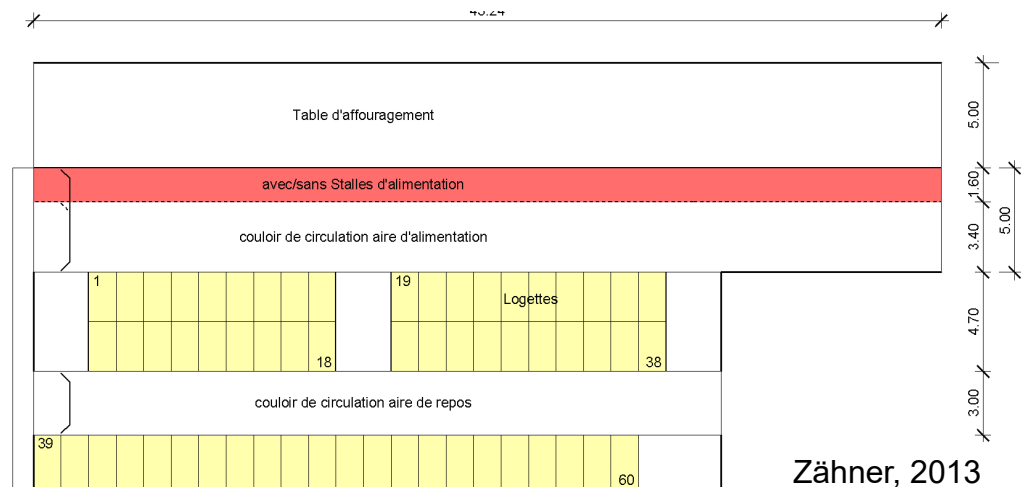 Table d'affouragement
5.00
avec/sans Stalles d'alimentation
1.60
couloir de circulation aire d'alimentation
3.40
5.00
1
19
Logettes
18
38
4.70
couloir de circulation aire de repos
3.00
39
60
Zähner, 2013